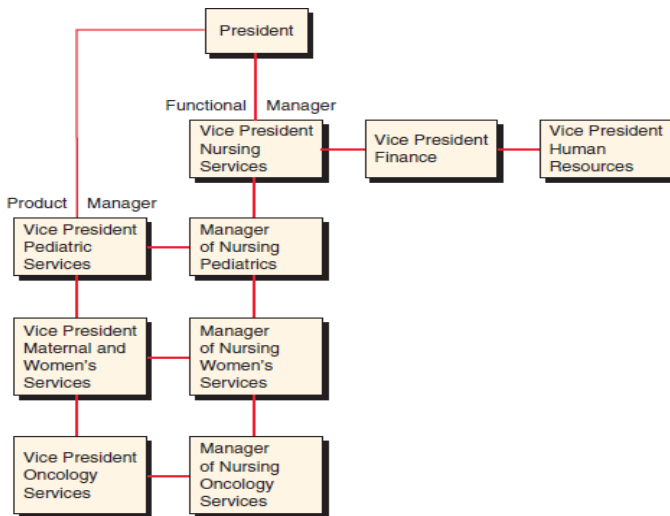 President
Functional Manager
Vice President
Nursing
Services
Vice President
Finance
Vice President
Human
Resources
Product Manager
Vice President
Pediatric
Services
Manager
of Nursing
Pediatrics
Vice President
Maternal and
Women's
Services
Manager
of Nursing
Women's
Services
Vice President
Oncology
Services
Manager
of Nursing
Oncology
Services